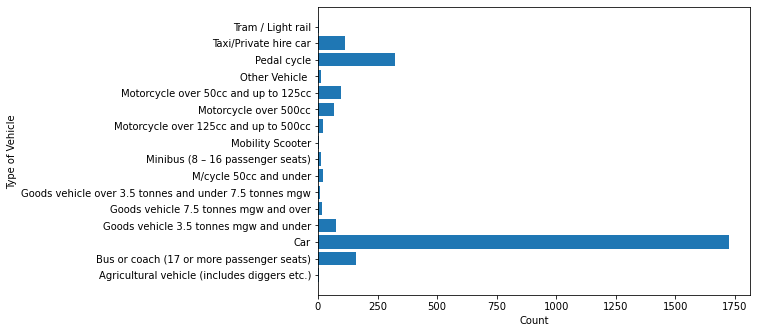 Tram / Light rail
Taxi/Private hire car
Pedal cycle
Other Vehicle
Motorcycle over 50cc and up to 125cc
Motorcycle over 500cc
Motorcycle over 125cc and up to 500cc
Mobility Scooter
Minibus (8 – 16 passenger seats)
M/cycle 50cc and under
Goods vehicle over 3.5 tonnes and under 7.5 tonnes mgw
Goods vehicle 7.5 tonnes mgw and over
Goods vehicle 3.5 tonnes mgw and under
Car
Bus or coach (17 or more passenger seats)
Agricultural vehicle (includes diggers etc.)
Type of Vehicle
0 250 500 750 1000 1250 1500 1750
Count